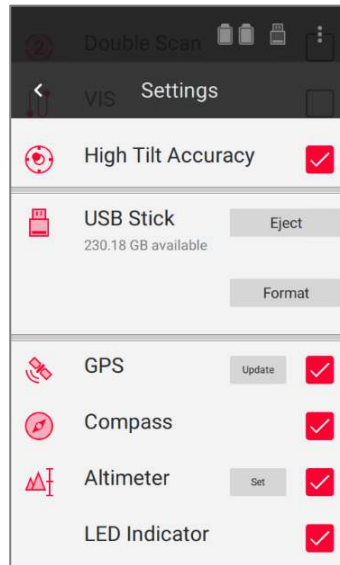 2 Double Scan
Settings
VIS
High Tilt Accuracy
USB Stick
Eject
230.18 GB available
Format
GPS
Update
Compass
Altimeter
Set
LED Indicator